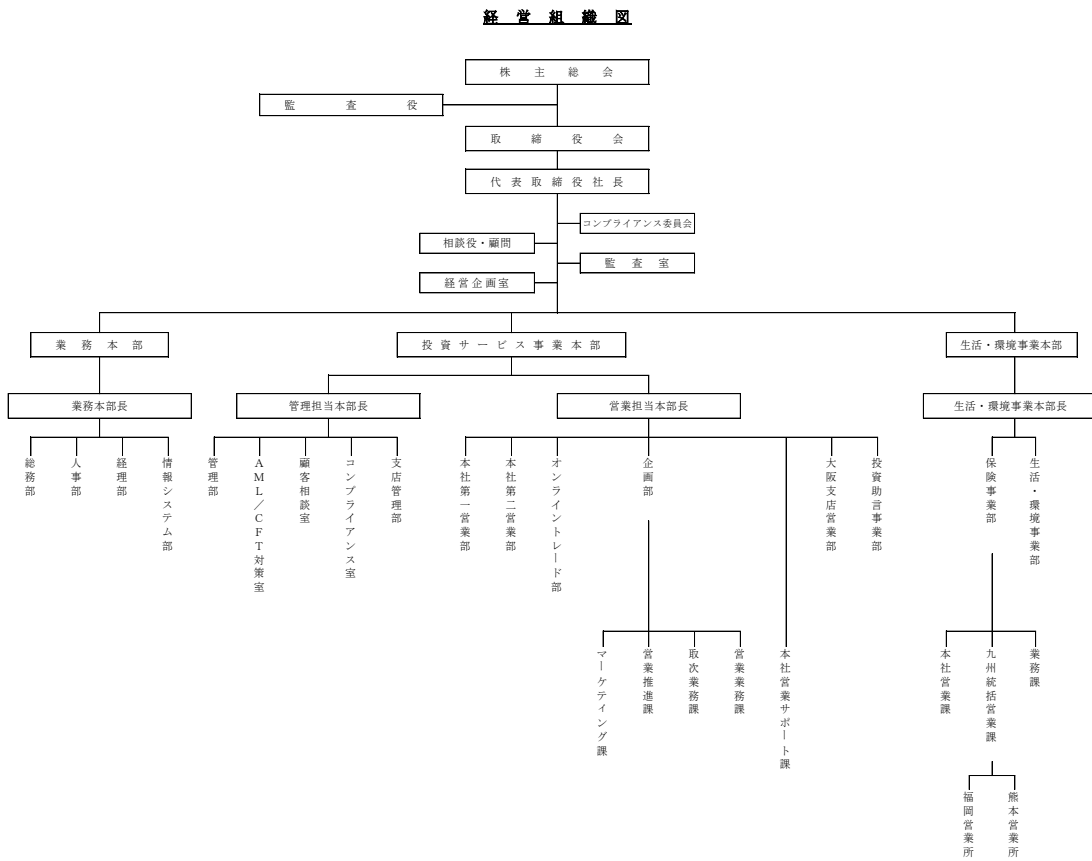 経営組織図
株主総会
監査役
取締役会
代表取締役社長
コンプライアンス委員会
相談役・顧問
監査室
経営企画室
業務本部
投資サービス事業本部
生活・環境事業本部
業務本部長
管理担当本部長
営業担当本部長
生活・環境事業本部長
総務部
人事部
経理部
情報システム部
管理部
AML/CFT対策室
顧客相談室
コンプライアンス室
支店管理部
本社第一営業部
本社第二営業部
オンライントレード部
企画部
大阪支店営業部
投資助言事業部
保険事業部
生活・環境事業部
マーケティング課
営業推進課
取次業務課
営業業務課
本社営業サポート課
本社営業課
九州統括営業課
業務課
福岡営業所
熊本営業所